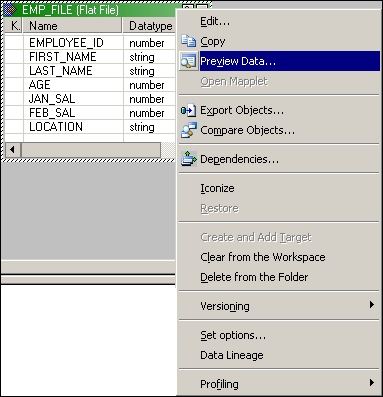 EMP_FILE (Flat File)
K. Name Datatype
EMPLOYEE_ID number
FIRST_NAME string
LAST_NAME string
AGE number
JAN_SAL number
FEB_SAL number
LOCATION string
Edit...
Copy
Preview Data...
Open Mapplet
Export Objects...
Compare Objects...
Dependencies...
Iconize
Restore
Create and Add Target
Clear from the Workspace
Delete from the Folder
Versioning
Set options...
Data Lineage
Profiling